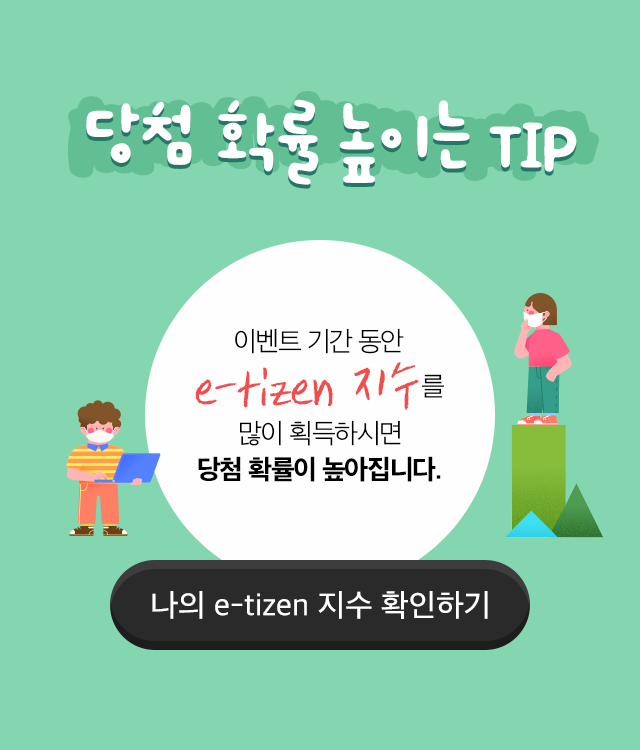 당첨 확률 높이는 TIP
이벤트 기간 동안
e-tizen 지수를
많이 획득하시면
당첨 확률이 높아집니다.
나의 e-tizen 지수 확인하기